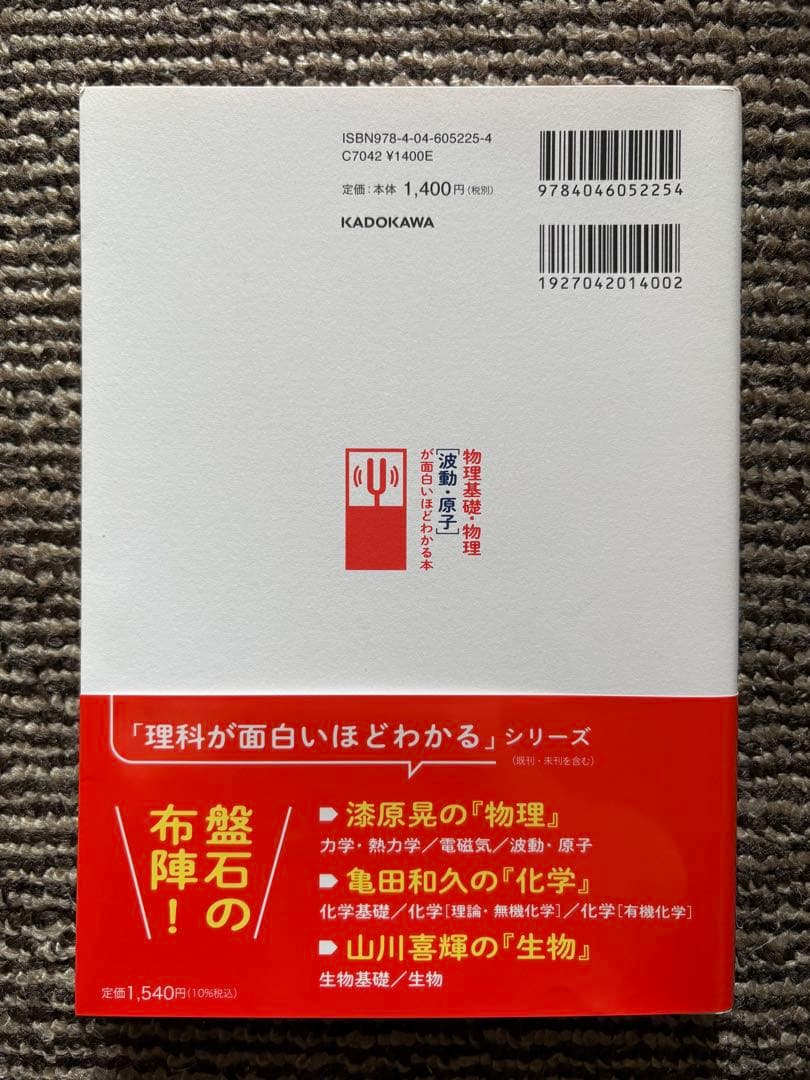 ISBN978-4-04-605225-4
C7042 ¥1400E
定価:本体 1,400円(税別)
KADOKAWA
9784046052254
1927042014002
物理基礎・物理
[波動・原子]
が面白いほどわかる本
「理科が面白いほどわかる」シリーズ
(既刊・未刊を含む)
盤石の
布陣!
漆原晃の『物理』
力学・熱力学/電磁気/波動・原子
亀田和久の『化学』
化学基礎/化学[理論・無機化学]/化学[有機化学]
山川喜輝の『生物』
生物基礎/生物
定価1,540円(10%税込)